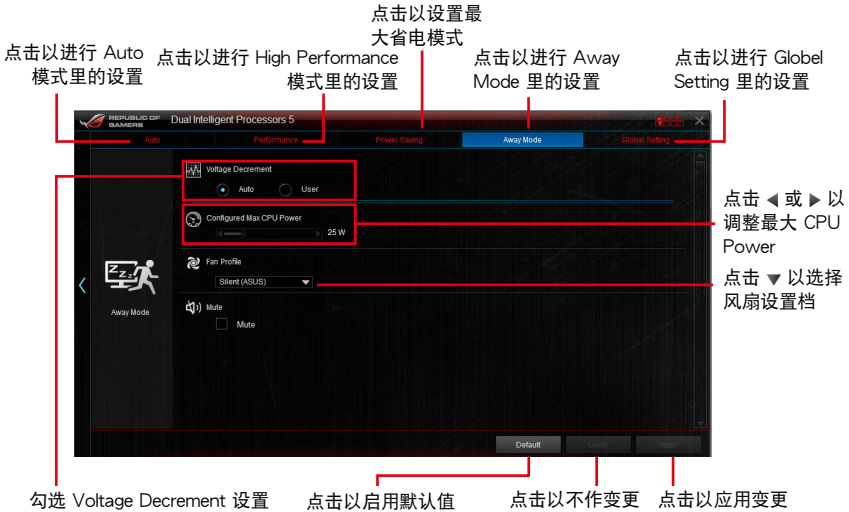 点击以设置最
大省电模式
点击以进行 Auto
模式里的设置
点击以进行 High Performance
模式里的设置
点击以进行 Away
Mode 里的设置
点击以进行 Globel
Setting 里的设置
REPUBLIC OF
GAMERS
Dual Intelligent Processors 5
Auto
Performance
Power Saving
Away Mode
Global Setting
Voltage Decrement
Auto
User
Configured Max CPU Power
25 W
Fan Profile
Silent (ASUS)
Mute
Mute
Zzz
Away Mode
点击 ◀ 或 ▶ 以
调整最大 CPU
Power
点击 ▼ 以选择
风扇设置档
Default
Undo
Apply
勾选 Voltage Decrement 设置
点击以启用默认值
点击以不作变更
点击以应用变更